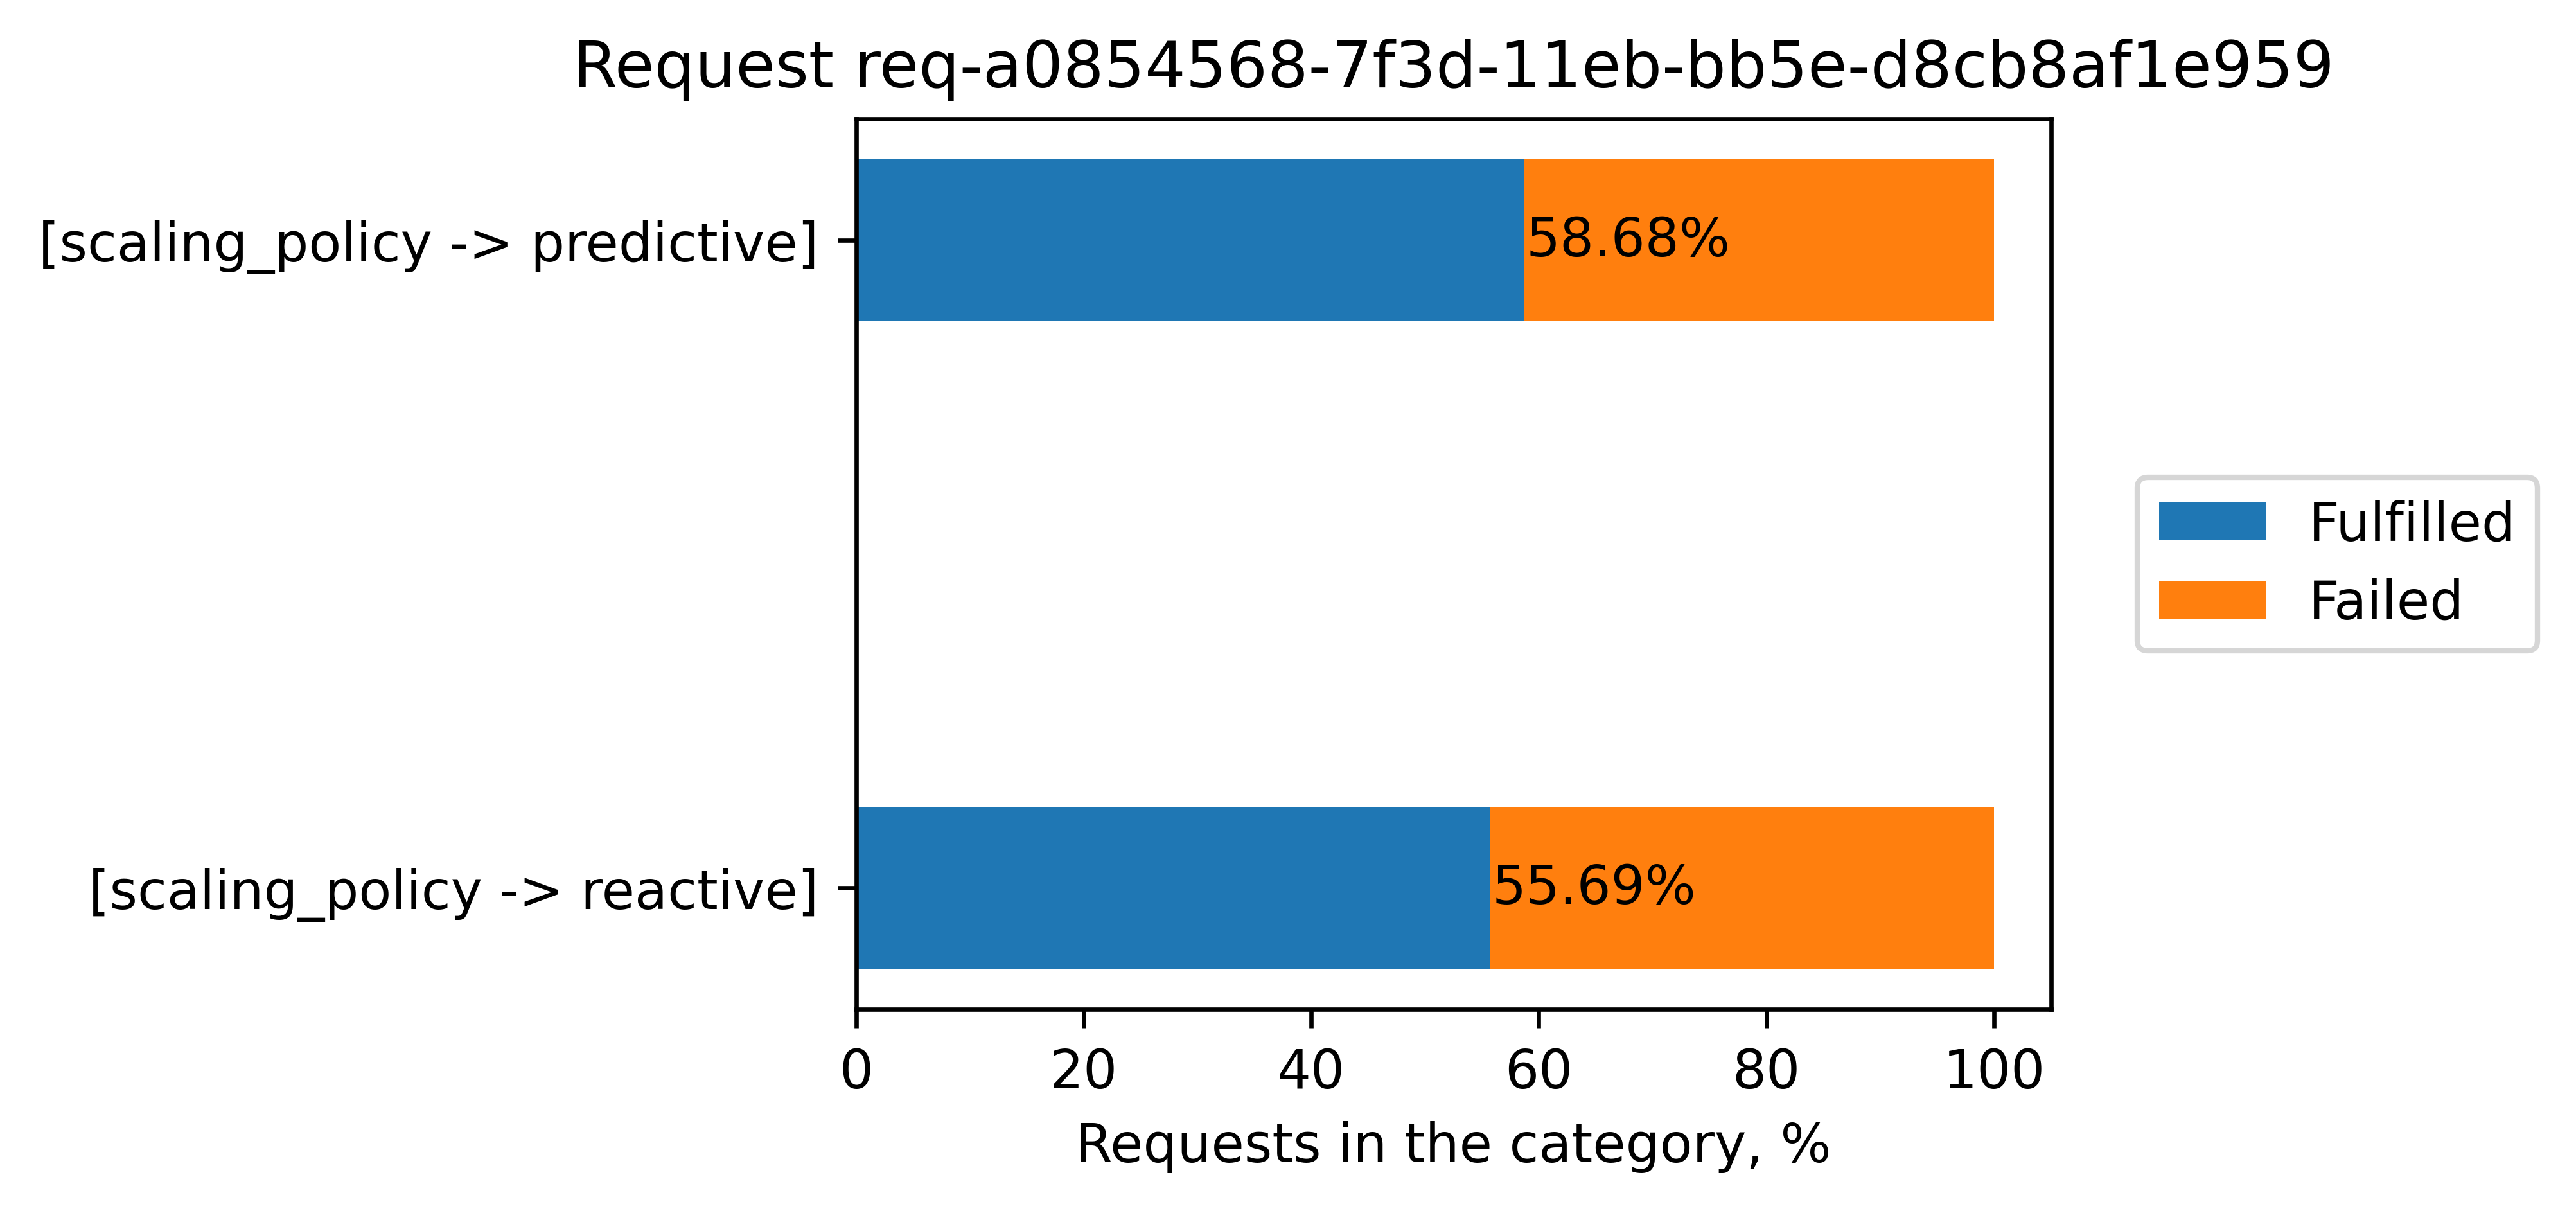 Request req-a0854568-7f3d-11eb-bb5e-d8cb8af1e959
[scaling_policy -> predictive]
58.68%
Fulfilled
Failed
[scaling_policy -> reactive]
55.69%
0 20 40 60 80 100
Requests in the category, %